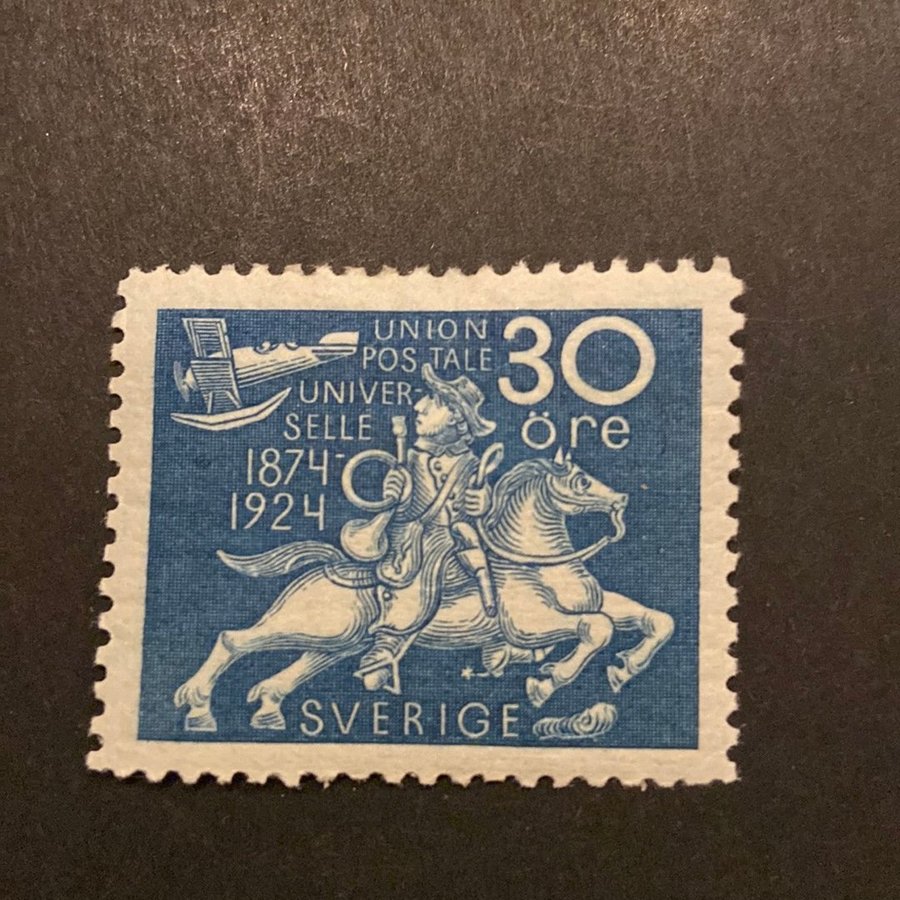 UNION
POSTALE
UNIVER-
SELLE
1874-
1924
30
öre
SVERIGE